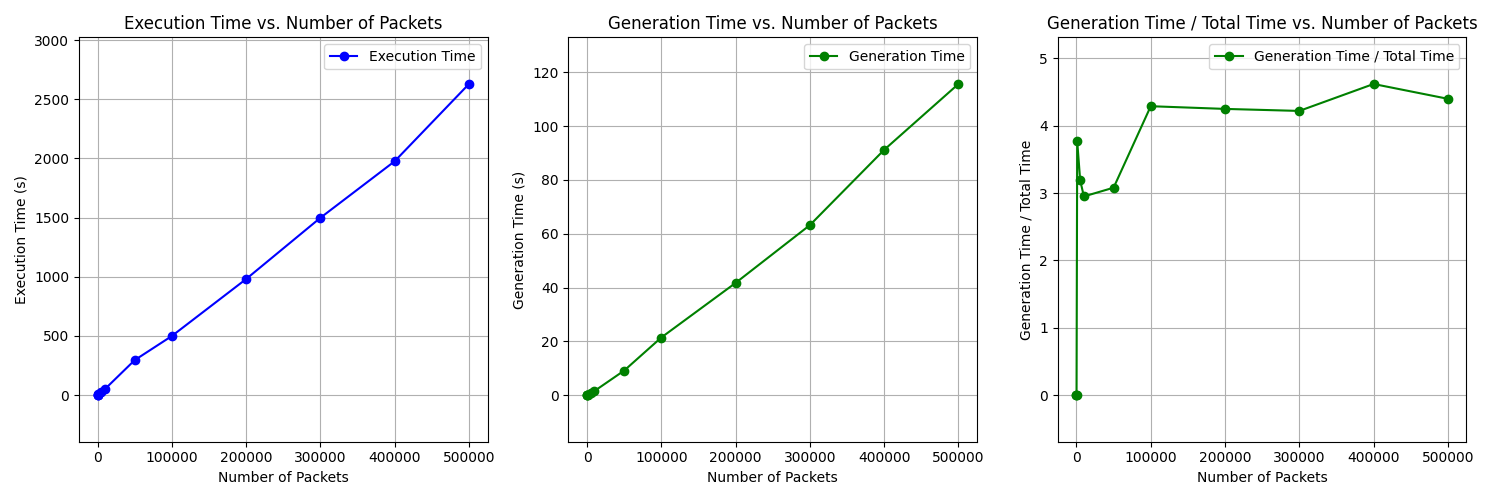 Execution Time vs. Number of Packets
3000
2500
2000
1500
1000
500
0
Execution Time (s)
Execution Time
0 100000 200000 300000 400000 500000
Number of Packets
Generation Time vs. Number of Packets
120
100
80
60
40
20
0
Generation Time (s)
Generation Time
0 100000 200000 300000 400000 500000
Number of Packets
Generation Time / Total Time vs. Number of Packets
5
4
3
2
1
0
Generation Time / Total Time
Generation Time / Total Time
0 100000 200000 300000 400000 500000
Number of Packets